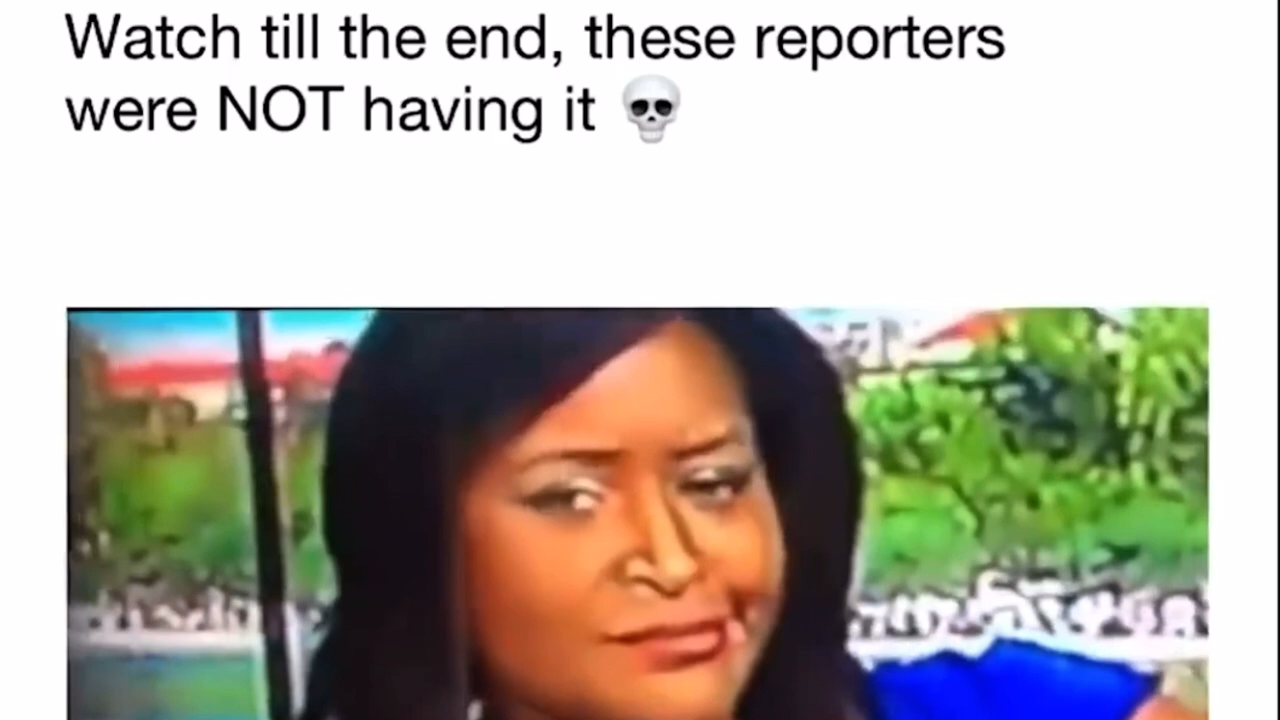 Watch till the end, these reporters
were NOT having it 💀